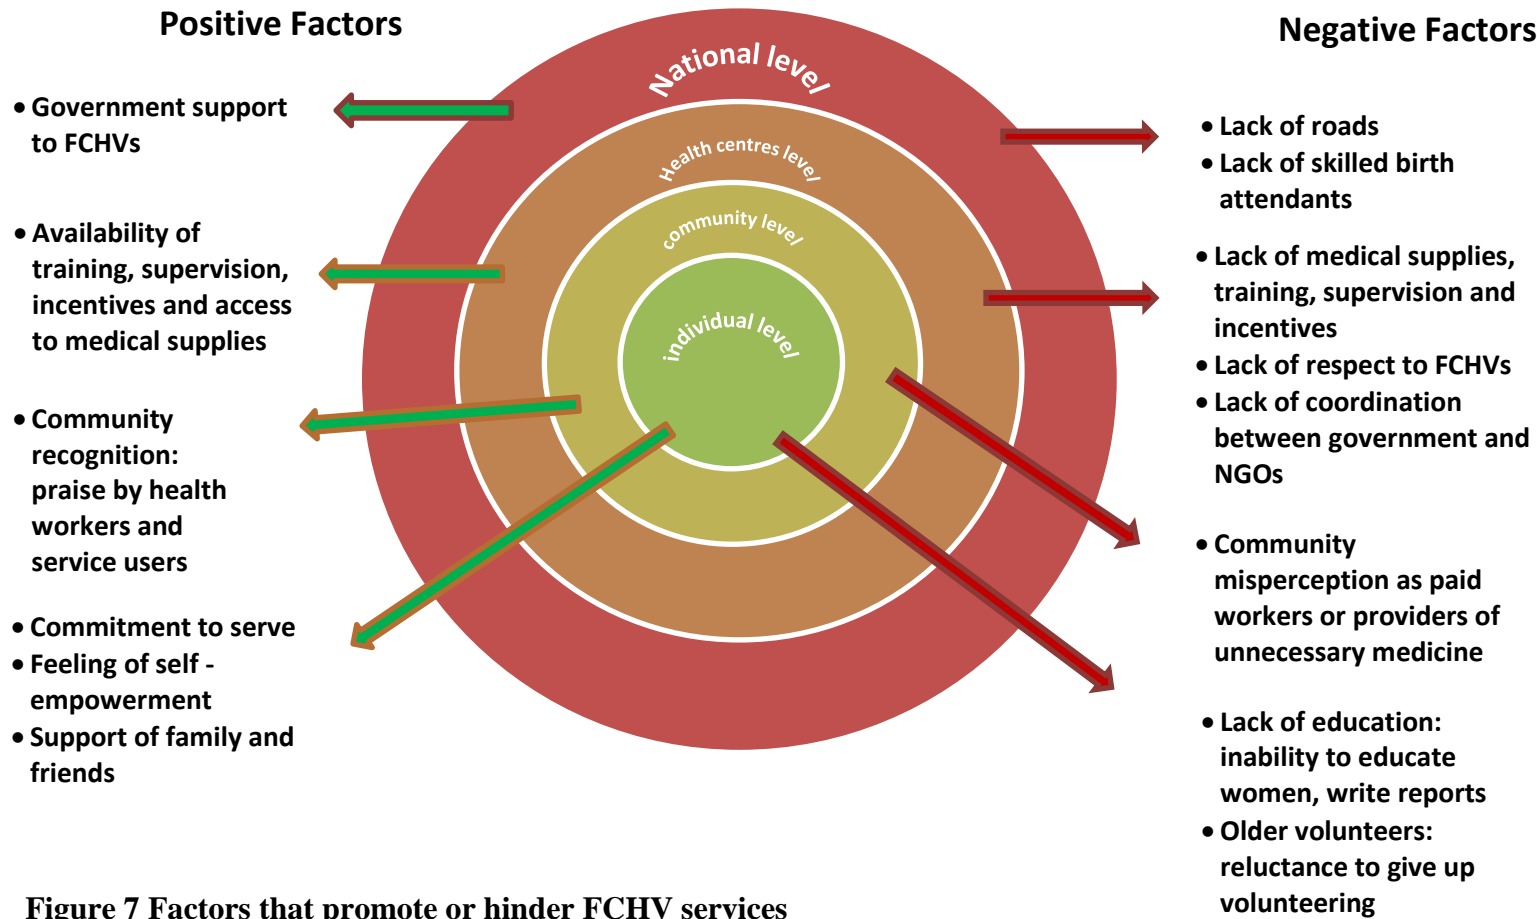 Positive Factors
• Government support
to FCHVs
• Availability of
training, supervision,
incentives and access
to medical supplies
• Community
recognition:
praise by health
workers and
service users
• Commitment to serve
• Feeling of self -
empowerment
• Support of family and
friends
National level
Health centres level
community level
individual level
Negative Factors
• Lack of roads
• Lack of skilled birth
attendants
• Lack of medical supplies,
training, supervision and
incentives
• Lack of respect to FCHVs
• Lack of coordination
between government and
NGOs
• Community
misperception as paid
workers or providers of
unnecessary medicine
• Lack of education:
inability to educate
women, write reports
• Older volunteers:
reluctance to give up
volunteering
Figure 7 Factors that promote or hinder FCHV services